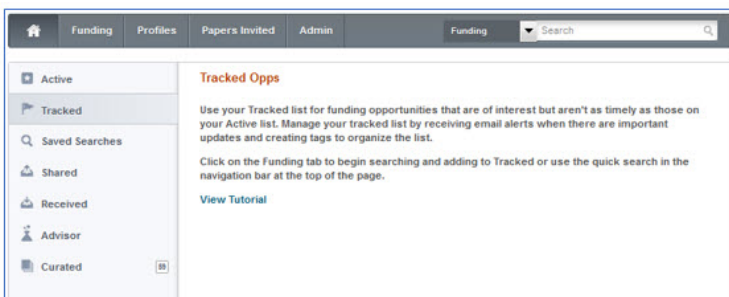 Funding Profiles Papers Invited Admin Funding Search
Active
Tracked
Saved Searches
Shared
Received
Advisor
Curated
Tracked Opps
Use your Tracked list for funding opportunities that are of interest but aren't as timely as those on
your Active list. Manage your tracked list by receiving email alerts when there are important
updates and creating tags to organize the list.
Click on the Funding tab to begin searching and adding to Tracked or use the quick search in the
navigation bar at the top of the page.
View Tutorial